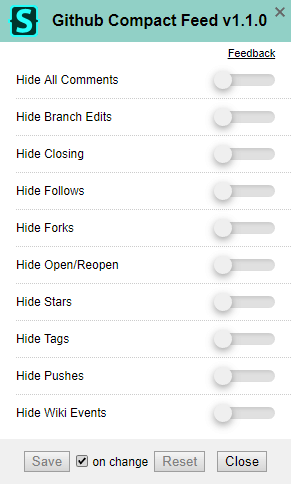 S Github Compact Feed v1.1.0 ×
Feedback
Hide All Comments
Hide Branch Edits
Hide Closing
Hide Follows
Hide Forks
Hide Open/Reopen
Hide Stars
Hide Tags
Hide Pushes
Hide Wiki Events
Save on change Reset Close